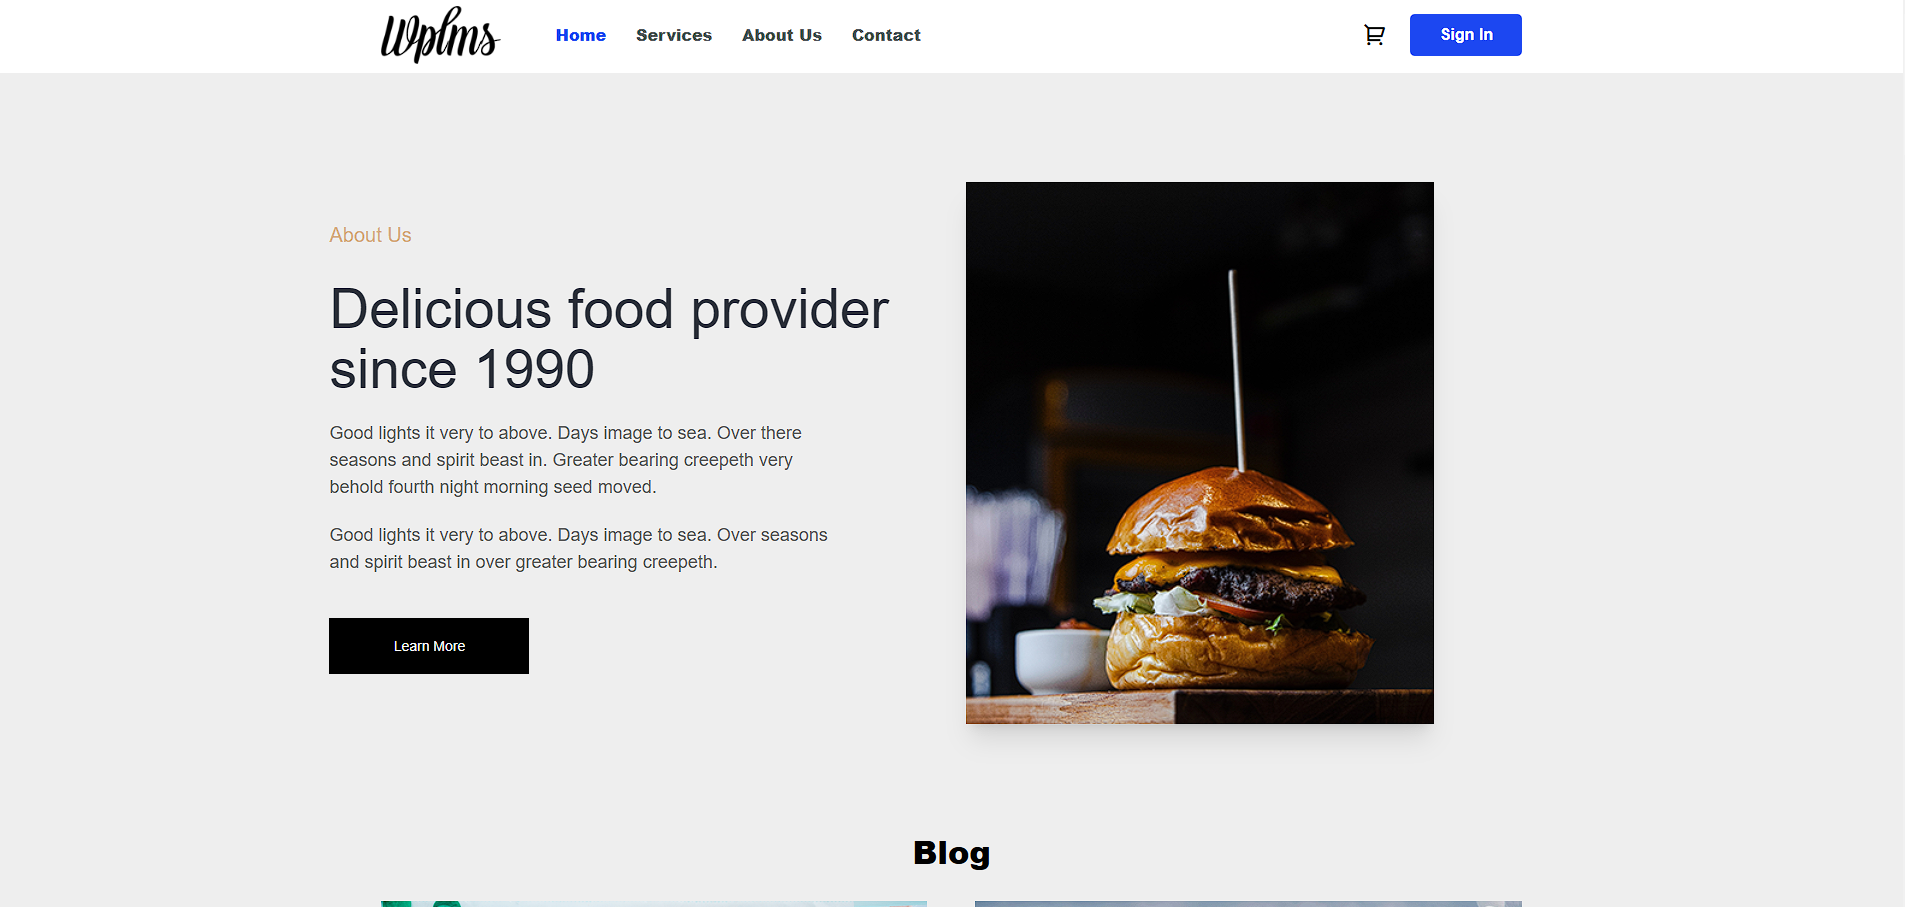 Wplms
Home Services About Us Contact
Sign In
About Us
Delicious food provider
since 1990
Good lights it very to above. Days image to sea. Over there
seasons and spirit beast in. Greater bearing creepeth very
behold fourth night morning seed moved.
Good lights it very to above. Days image to sea. Over seasons
and spirit beast in over greater bearing creepeth.
Learn More
Blog